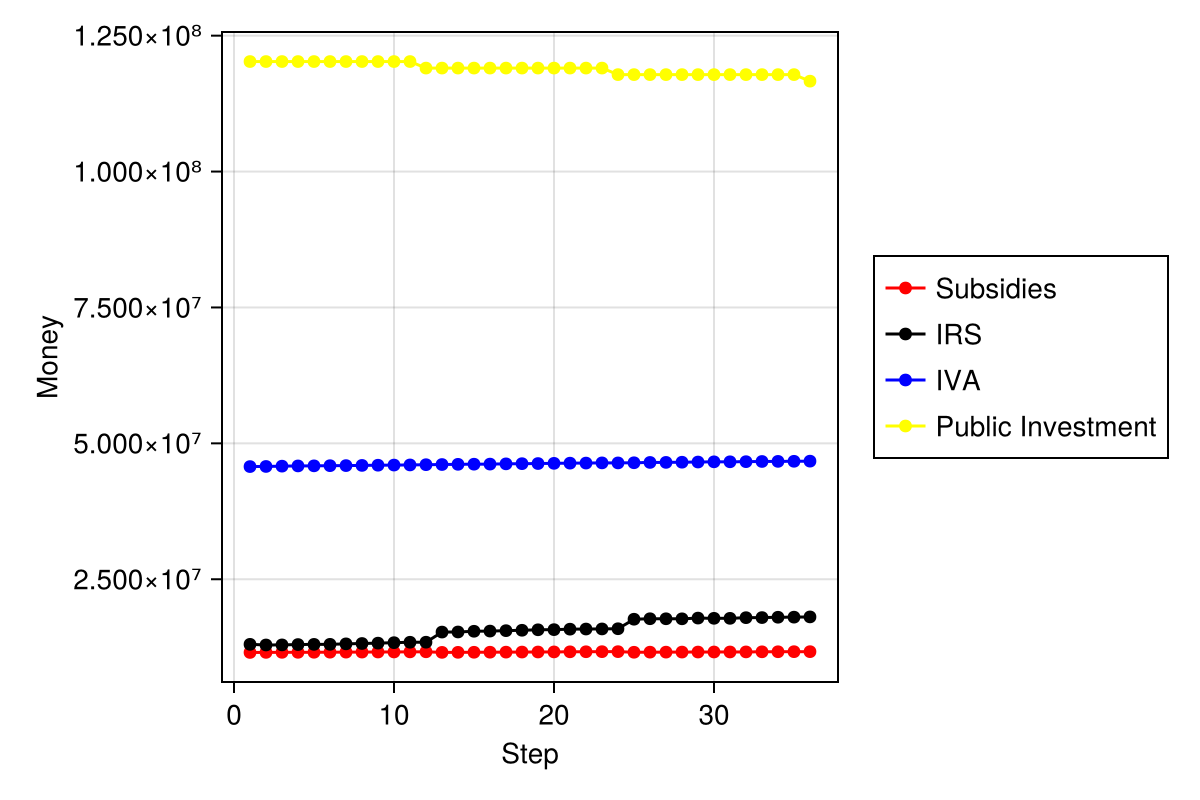 1.250×10⁸
1.000×10⁸
7.500×10⁷
5.000×10⁷
2.500×10⁷
Money
0 10 20 30
Step
Subsidies
IRS
IVA
Public Investment